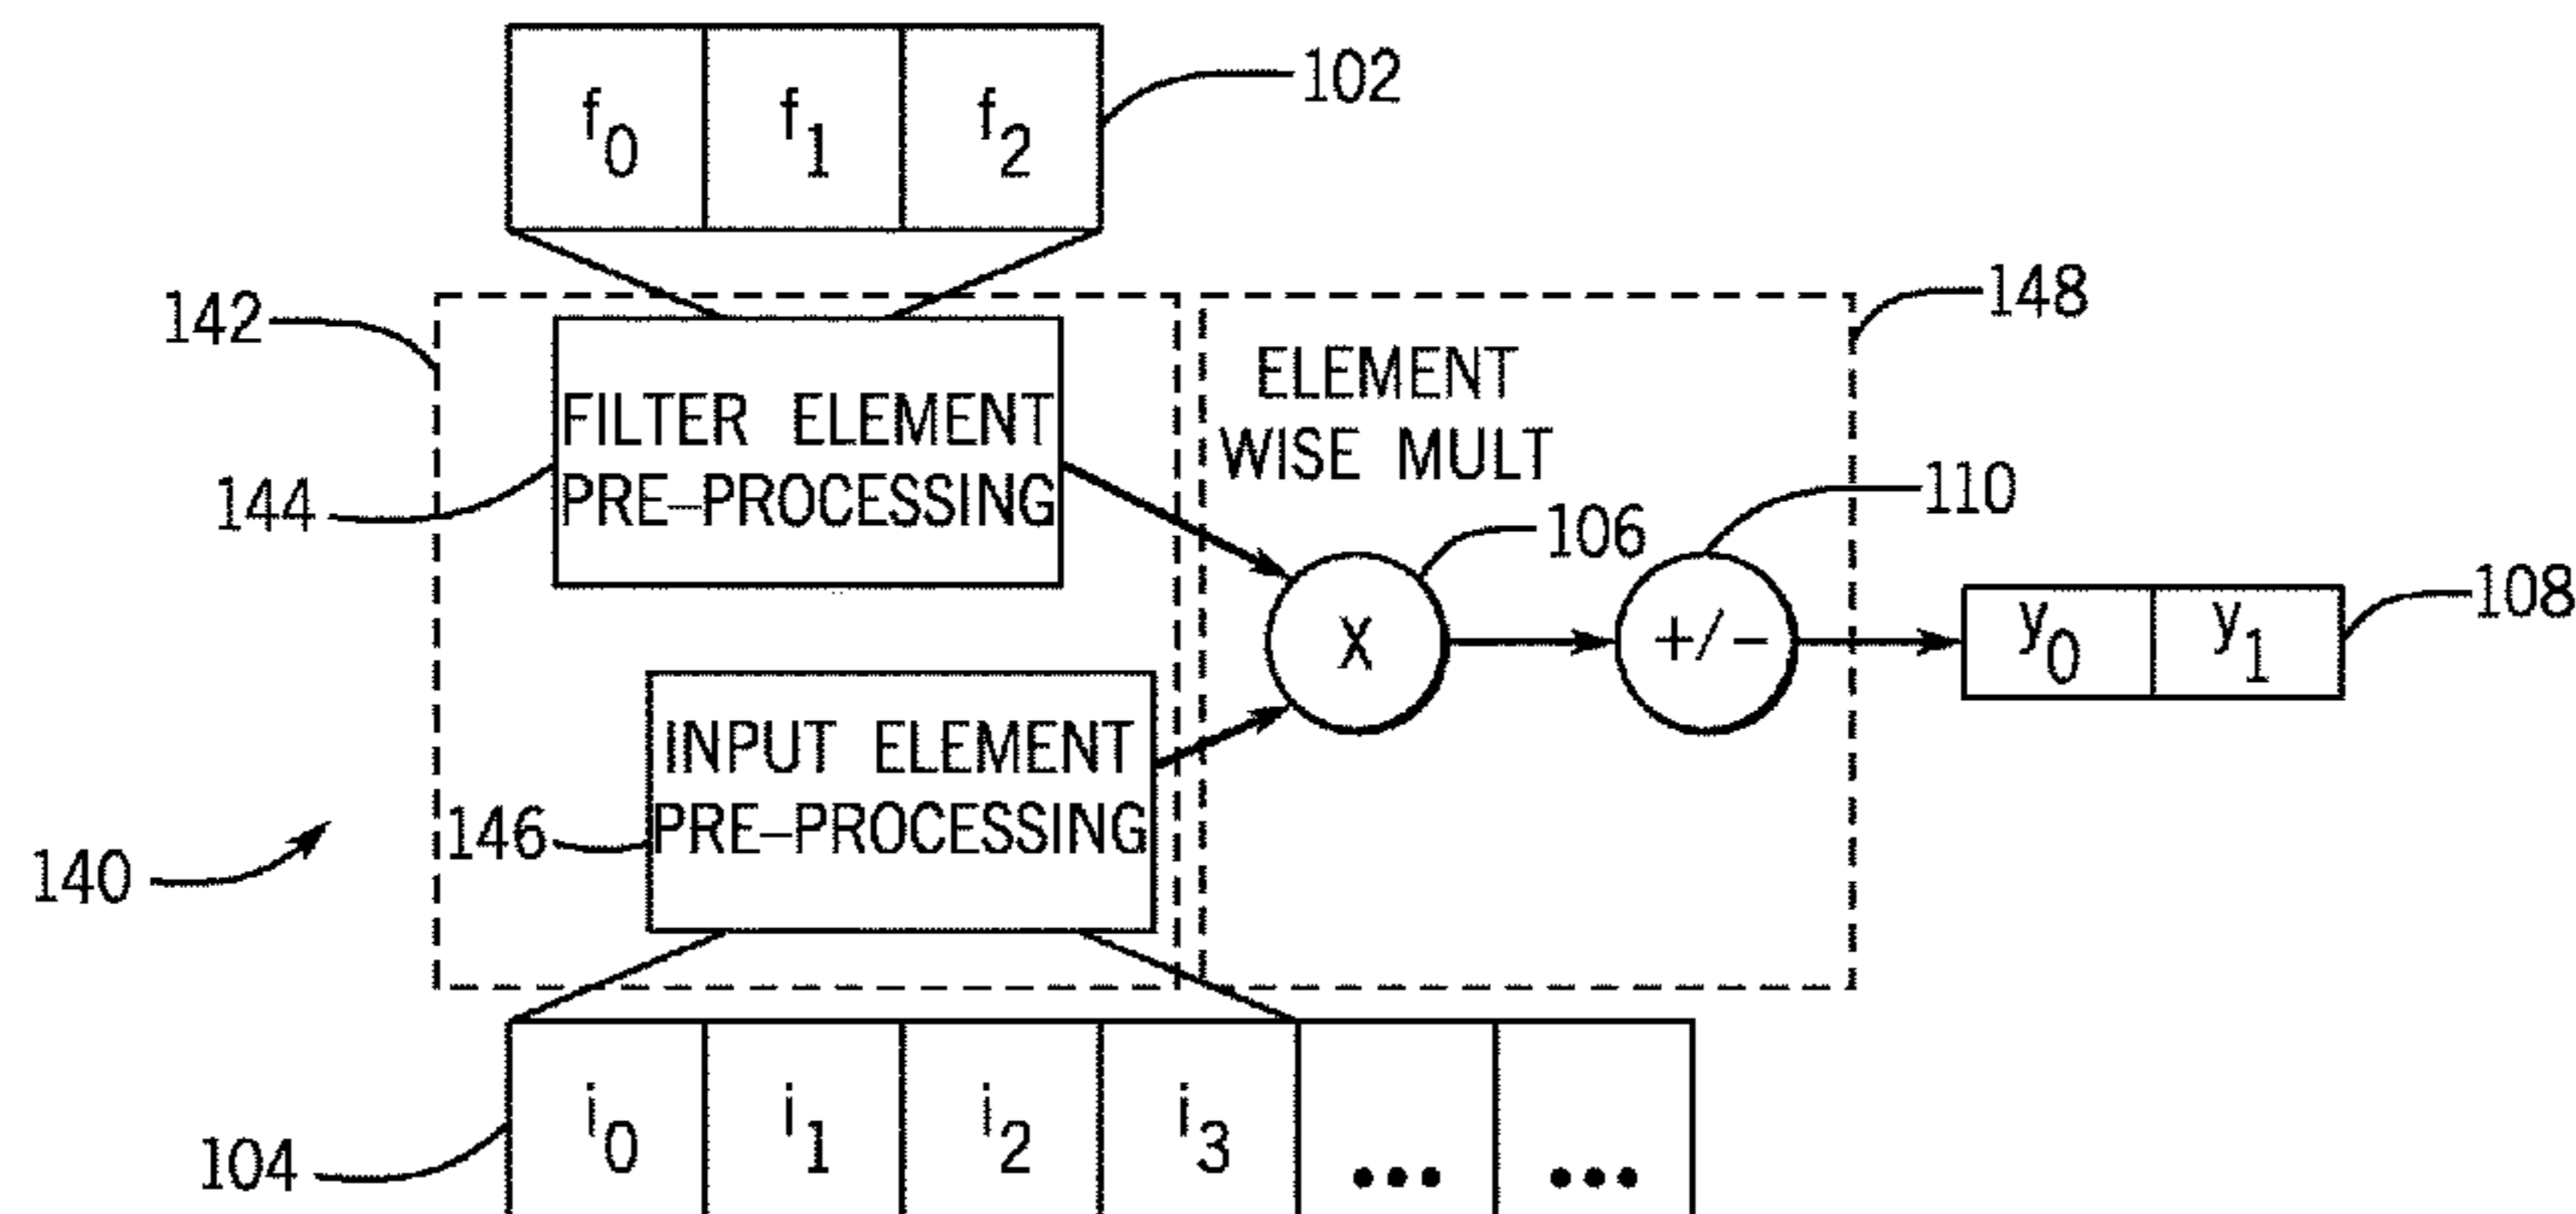 f0 f1 f2
102
142
148
ELEMENT
WISE MULT
FILTER ELEMENT
PRE-PROCESSING
144
110
106
X
+/-
y0 y1
108
INPUT ELEMENT
PRE-PROCESSING
146
140
i0 i1 i2 i3 ... ...
104